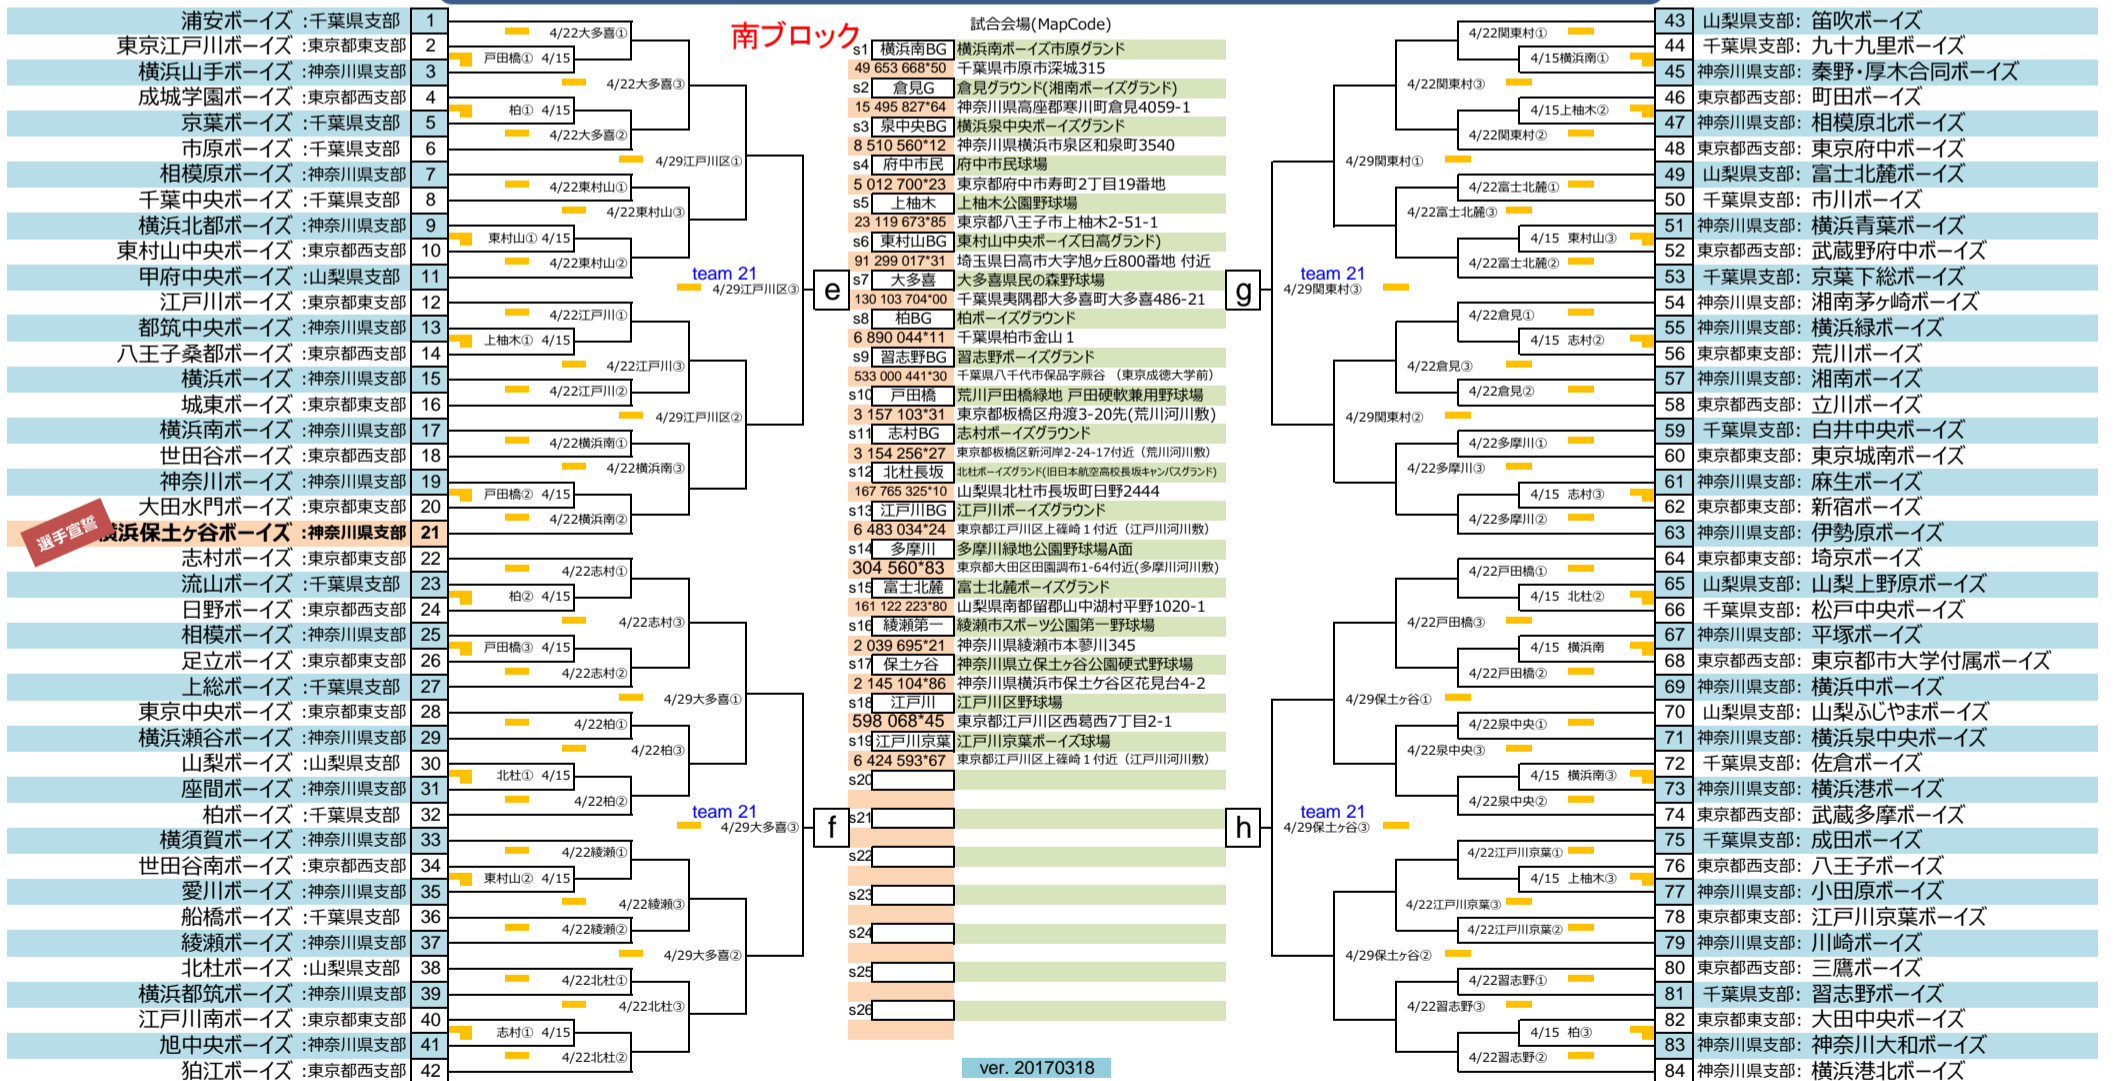 南ブロック
試合会場(MapCode)
浦安ボーイズ :千葉県支部 1
東京江戸川ボーイズ :東京都東支部 2
横浜山手ボーイズ :神奈川県支部 3
成城学園ボーイズ :東京都西支部 4
京葉ボーイズ :千葉県支部 5
市原ボーイズ :千葉県支部 6
相模原ボーイズ :神奈川県支部 7
千葉中央ボーイズ :千葉県支部 8
横浜北都ボーイズ :神奈川県支部 9
東村山中央ボーイズ :東京都西支部 10
甲府中央ボーイズ :山梨県支部 11
江戸川ボーイズ :東京都東支部 12
都筑中央ボーイズ :神奈川県支部 13
八王子桑都ボーイズ :東京都西支部 14
横浜ボーイズ :神奈川県支部 15
城東ボーイズ :東京都東支部 16
横浜南ボーイズ :神奈川県支部 17
世田谷ボーイズ :東京都西支部 18
神奈川ボーイズ :神奈川県支部 19
大田水門ボーイズ :東京都東支部 20
選手宣誓
横浜保土ヶ谷ボーイズ :神奈川県支部 21
志村ボーイズ :東京都東支部 22
流山ボーイズ :千葉県支部 23
日野ボーイズ :東京都西支部 24
相模ボーイズ :神奈川県支部 25
足立ボーイズ :東京都東支部 26
上総ボーイズ :千葉県支部 27
東京中央ボーイズ :東京都東支部 28
横浜瀬谷ボーイズ :神奈川県支部 29
山梨ボーイズ :山梨県支部 30
座間ボーイズ :神奈川県支部 31
柏ボーイズ :千葉県支部 32
横須賀ボーイズ :神奈川県支部 33
世田谷南ボーイズ :東京都西支部 34
愛川ボーイズ :神奈川県支部 35
船橋ボーイズ :千葉県支部 36
綾瀬ボーイズ :神奈川県支部 37
北杜ボーイズ :山梨県支部 38
横浜都筑ボーイズ :神奈川県支部 39
江戸川南ボーイズ :東京都東支部 40
旭中央ボーイズ :神奈川県支部 41
狛江ボーイズ :東京都西支部 42
4/22大多喜①
戸田橋① 4/15
4/22大多喜③
柏① 4/15
4/22大多喜②
4/29江戸川区①
4/22東村山①
4/22東村山③
東村山① 4/15
4/22東村山②
team 21
4/29江戸川区③
e
4/22江戸川①
上柚木① 4/15
4/22江戸川③
4/22江戸川②
4/29江戸川区②
4/22横浜南①
4/22横浜南③
戸田橋② 4/15
4/22横浜南②
4/22志村①
柏② 4/15
4/22志村③
戸田橋③ 4/15
4/22志村②
4/29大多喜①
4/22柏①
4/22柏③
北杜① 4/15
4/22柏②
team 21
4/29大多喜③
f
4/22綾瀬①
東村山② 4/15
4/22綾瀬③
4/22綾瀬②
4/29大多喜②
4/22北杜①
4/22北杜③
志村① 4/15
4/22北杜②
s1 横浜南BG 横浜南ボーイズ市原グランド
49 653 668*50 千葉県市原市深城315
s2 倉見G 倉見グラウンド(湘南ボーイズグランド)
15 495 827*64 神奈川県高座郡寒川町倉見4059-1
s3 泉中央BG 横浜泉中央ボーイズグランド
8 510 560*12 神奈川県横浜市泉区和泉町3540
s4 府中市民 府中市民球場
5 012 700*23 東京都府中市寿町2丁目19番地
s5 上柚木 上柚木公園野球場
23 119 673*85 東京都八王子市上柚木2-51-1
s6 東村山BG 東村山中央ボーイズ日高グランド)
91 299 017*31 埼玉県日高市大字旭ヶ丘800番地 付近
s7 大多喜 大多喜県民の森野球場
130 103 704*00 千葉県夷隅郡大多喜町大多喜486-21
s8 柏BG 柏ボーイズグラウンド
6 890 044*11 千葉県柏市金山1
s9 習志野BG 習志野ボーイズグランド
533 000 441*30 千葉県八千代市保品字蕨谷 (東京成徳大学前)
s10 戸田橋 荒川戸田橋緑地 戸田硬軟兼用野球場
3 157 103*31 東京都板橋区舟渡3-20先(荒川河川敷)
s11 志村BG 志村ボーイズグラウンド
3 154 256*27 東京都板橋区新河岸2-24-17付近(荒川河川敷)
s12 北杜長坂 北杜ボーイズグランド(旧日本航空高校長坂キャンパスグランド)
167 765 325*10 山梨県北杜市長坂町日野2444
s13 江戸川BG 江戸川ボーイズグラウンド
6 483 034*24 東京都江戸川区上篠崎1付近(江戸川河川敷)
s14 多摩川 多摩川緑地公園野球場A面
304 560*83 東京都大田区田園調布1-64付近(多摩川河川敷)
s15 富士北麓 富士北麓ボーイズグランド
161 122 223*80 山梨県南都留郡山中湖村平野1020-1
s16 綾瀬第一 綾瀬市スポーツ公園第一野球場
2 039 695*21 神奈川県綾瀬市本蓼川345
s17 保土ヶ谷 神奈川県立保土ヶ谷公園硬式野球場
2 145 104*86 神奈川県横浜市保土ケ谷区花見台4-2
s18 江戸川 江戸川区野球場
598 068*45 東京都江戸川区西葛西7丁目2-1
s19 江戸川京葉 江戸川京葉ボーイズ球場
6 424 593*67 東京都江戸川区上篠崎1付近(江戸川河川敷)
s20
s21
s22
s23
s24
s25
s26
ver. 20170318
4/22関東村①
4/15横浜南①
4/22関東村③
4/15上柚木②
4/22関東村②
4/29関東村①
4/22富士北麓①
4/22富士北麓③
4/15 東村山③
4/22富士北麓②
g
team 21
4/29関東村③
4/22倉見①
4/15 志村②
4/22倉見③
4/22倉見②
4/29関東村②
4/22多摩川①
4/22多摩川③
4/15 志村③
4/22多摩川②
4/22戸田橋①
4/15 北杜②
4/22戸田橋③
4/15 横浜南
4/22戸田橋②
4/29保土ヶ谷①
4/22泉中央①
4/22泉中央③
4/15 横浜南③
4/22泉中央②
h
team 21
4/29保土ヶ谷③
4/22江戸川京葉①
4/15 上柚木③
4/22江戸川京葉③
4/22江戸川京葉②
4/29保土ヶ谷②
4/22習志野①
4/22習志野③
4/15 柏③
4/22習志野②
43 山梨県支部: 笛吹ボーイズ
44 千葉県支部: 九十九里ボーイズ
45 神奈川県支部: 秦野・厚木合同ボーイズ
46 東京都西支部: 町田ボーイズ
47 神奈川県支部: 相模原北ボーイズ
48 東京都西支部: 東京府中ボーイズ
49 山梨県支部: 富士北麓ボーイズ
50 千葉県支部: 市川ボーイズ
51 神奈川県支部: 横浜青葉ボーイズ
52 東京都西支部: 武蔵野府中ボーイズ
53 千葉県支部: 京葉下総ボーイズ
54 神奈川県支部: 湘南茅ヶ崎ボーイズ
55 神奈川県支部: 横浜緑ボーイズ
56 東京都東支部: 荒川ボーイズ
57 神奈川県支部: 湘南ボーイズ
58 東京都西支部: 立川ボーイズ
59 千葉県支部: 白井中央ボーイズ
60 東京都東支部: 東京城南ボーイズ
61 神奈川県支部: 麻生ボーイズ
62 東京都東支部: 新宿ボーイズ
63 神奈川県支部: 伊勢原ボーイズ
64 東京都東支部: 埼京ボーイズ
65 山梨県支部: 山梨上野原ボーイズ
66 千葉県支部: 松戸中央ボーイズ
67 神奈川県支部: 平塚ボーイズ
68 東京都西支部: 東京都市大学付属ボーイズ
69 神奈川県支部: 横浜中ボーイズ
70 山梨県支部: 山梨ふじやまボーイズ
71 神奈川県支部: 横浜泉中央ボーイズ
72 千葉県支部: 佐倉ボーイズ
73 神奈川県支部: 横浜港ボーイズ
74 東京都西支部: 武蔵多摩ボーイズ
75 千葉県支部: 成田ボーイズ
76 東京都西支部: 八王子ボーイズ
77 神奈川県支部: 小田原ボーイズ
78 東京都東支部: 江戸川京葉ボーイズ
79 神奈川県支部: 川崎ボーイズ
80 東京都西支部: 三鷹ボーイズ
81 千葉県支部: 習志野ボーイズ
82 東京都東支部: 大田中央ボーイズ
83 神奈川県支部: 神奈川大和ボーイズ
84 神奈川県支部: 横浜港北ボーイズ